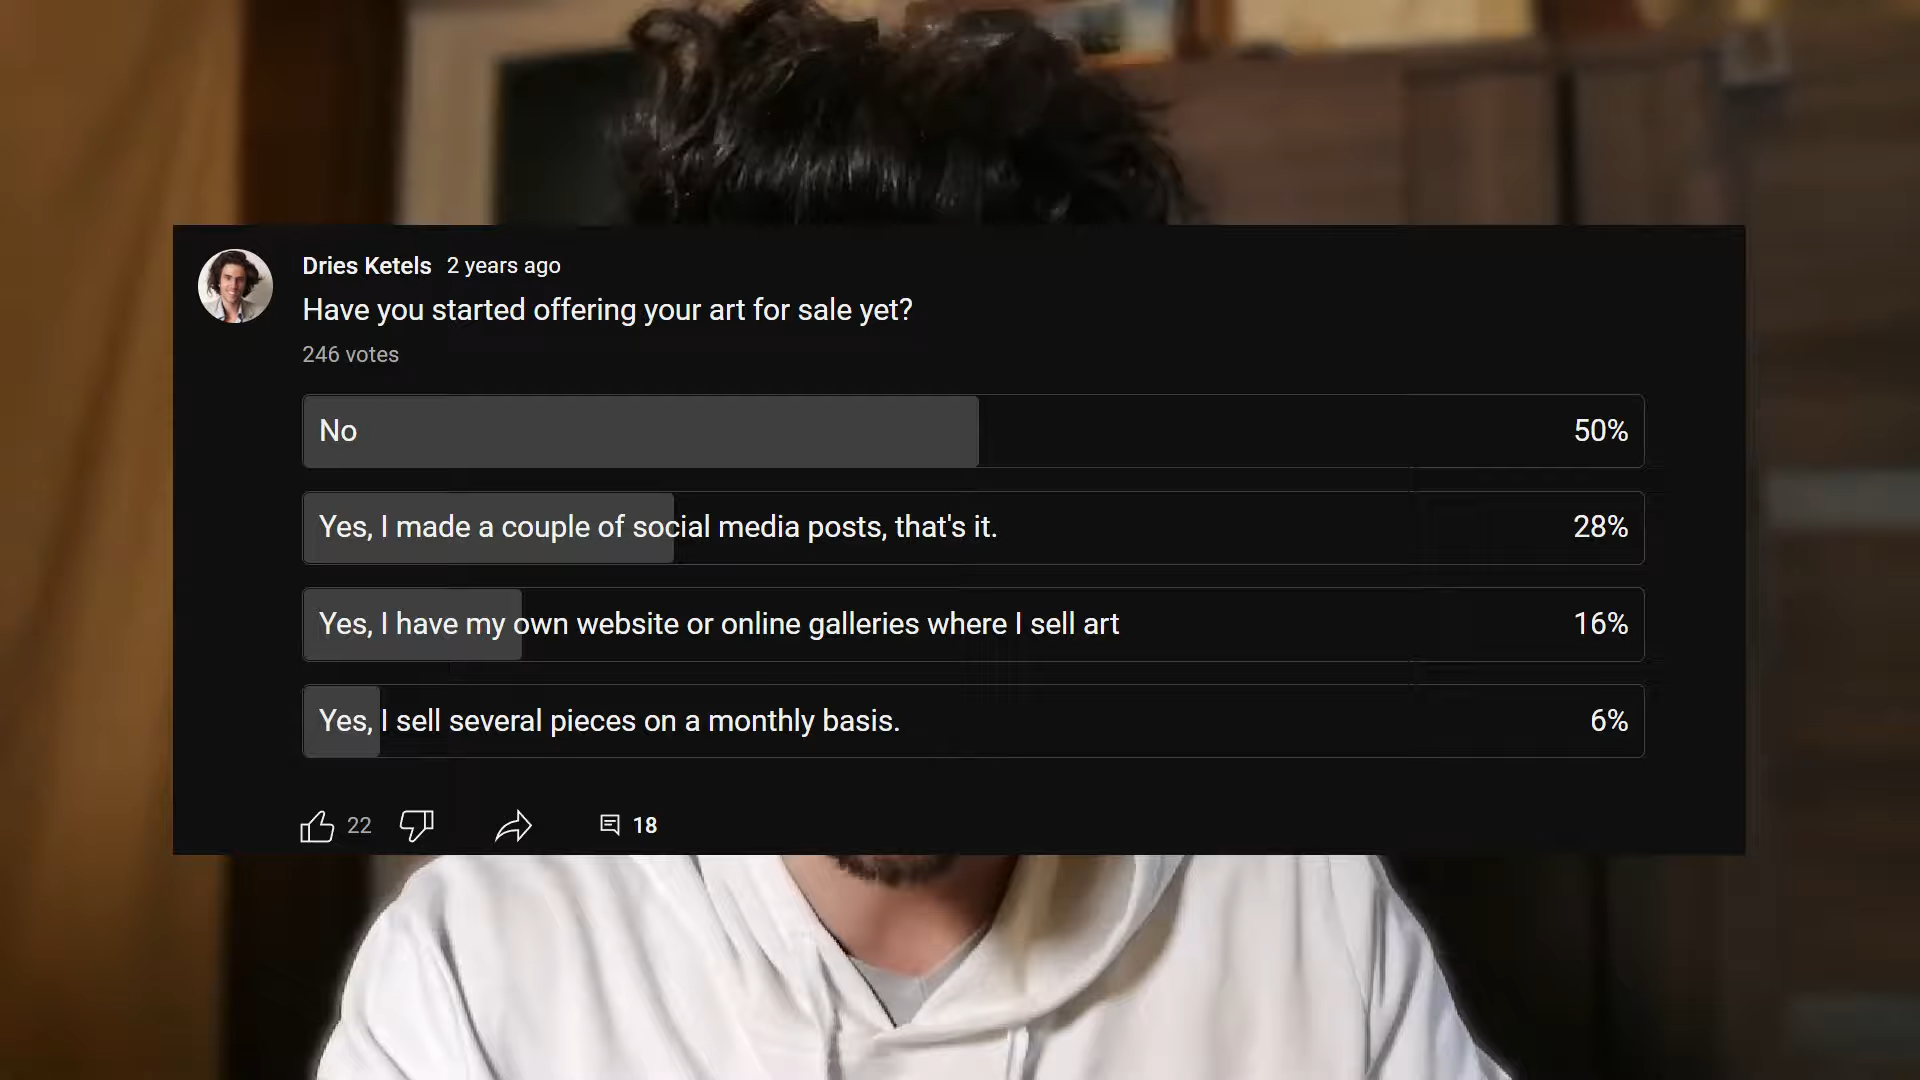 Dries Ketels 2 years ago
Have you started offering your art for sale yet?
246 votes
No 50%
Yes, I made a couple of social media posts, that's it. 28%
Yes, I have my own website or online galleries where I sell art 16%
Yes, I sell several pieces on a monthly basis. 6%
22 18